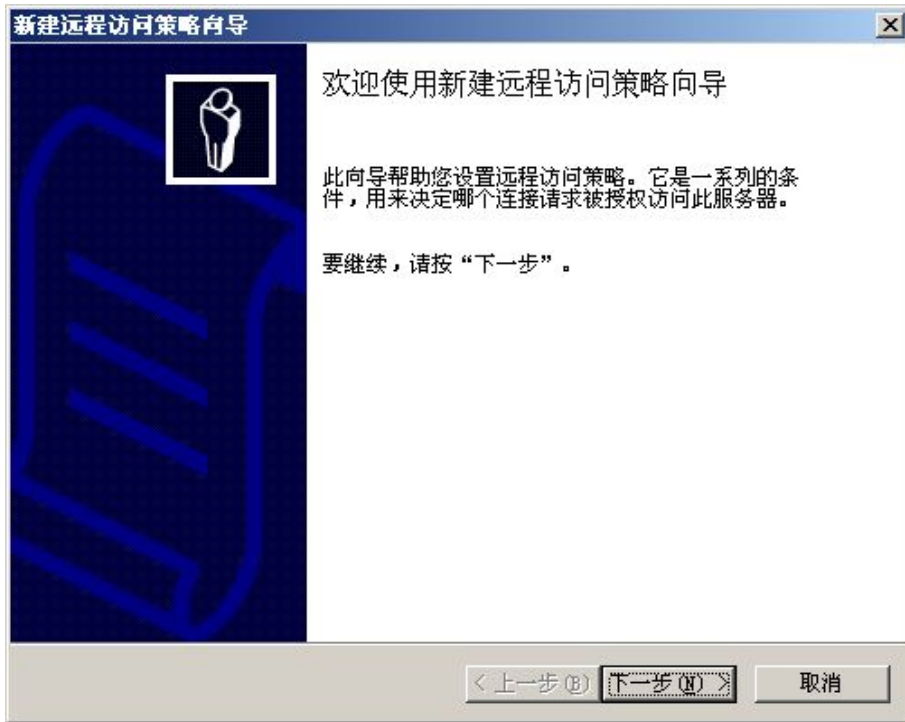 新建远程访问策略向导
欢迎使用新建远程访问策略向导
此向导帮助您设置远程访问策略。它是一系列的条
件，用来决定哪个连接请求被授权访问此服务器。
要继续，请按“下一步”。
< 上一步(B) 下一步(N) > 取消